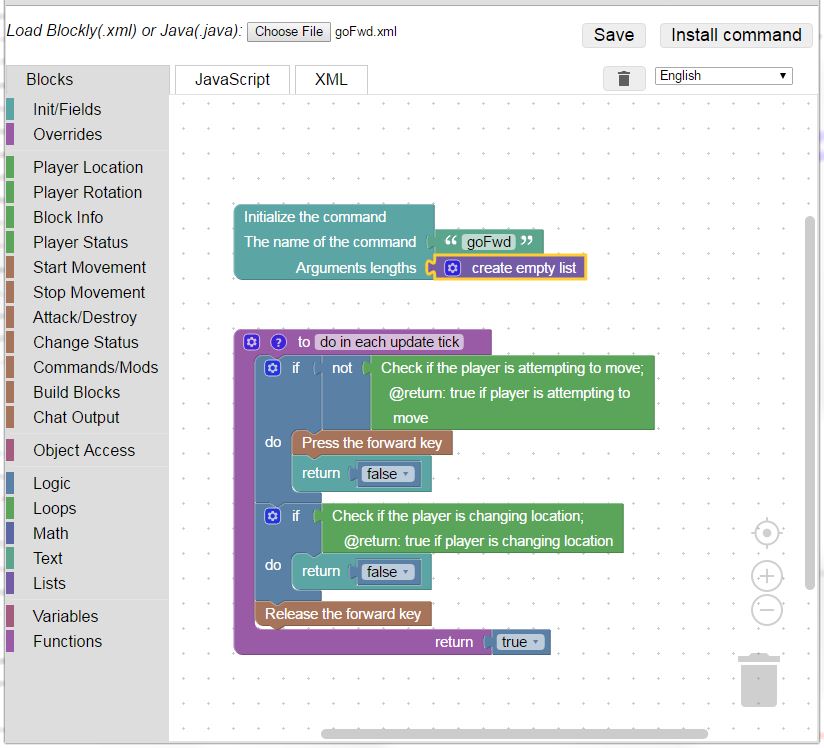 Load Blockly(.xml) or Java(.java): Choose File goFwd.xml
Save
Install command
Blocks
JavaScript
XML
English
Init/Fields
Overrides
Player Location
Player Rotation
Block Info
Player Status
Start Movement
Stop Movement
Attack/Destroy
Change Status
Commands/Mods
Build Blocks
Chat Output
Object Access
Logic
Loops
Math
Text
Lists
Variables
Functions
Initialize the command
The name of the command “ goFwd ”
Arguments lengths create empty list
? to do in each update tick
if not Check if the player is attempting to move;
@return: true if player is attempting to
move
do Press the forward key
return false
if Check if the player is changing location;
@return: true if player is changing location
do return false
Release the forward key
return true